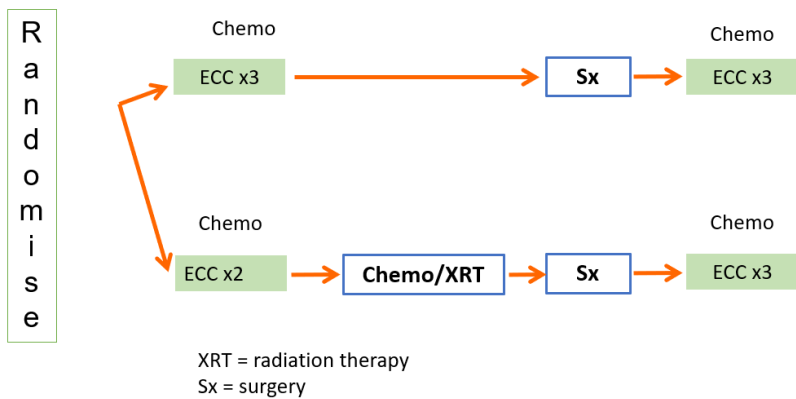 Randomise
Chemo
ECC x3
Sx
Chemo
ECC x3
Chemo
ECC x2
Chemo/XRT
Sx
Chemo
ECC x3
XRT = radiation therapy
Sx = surgery